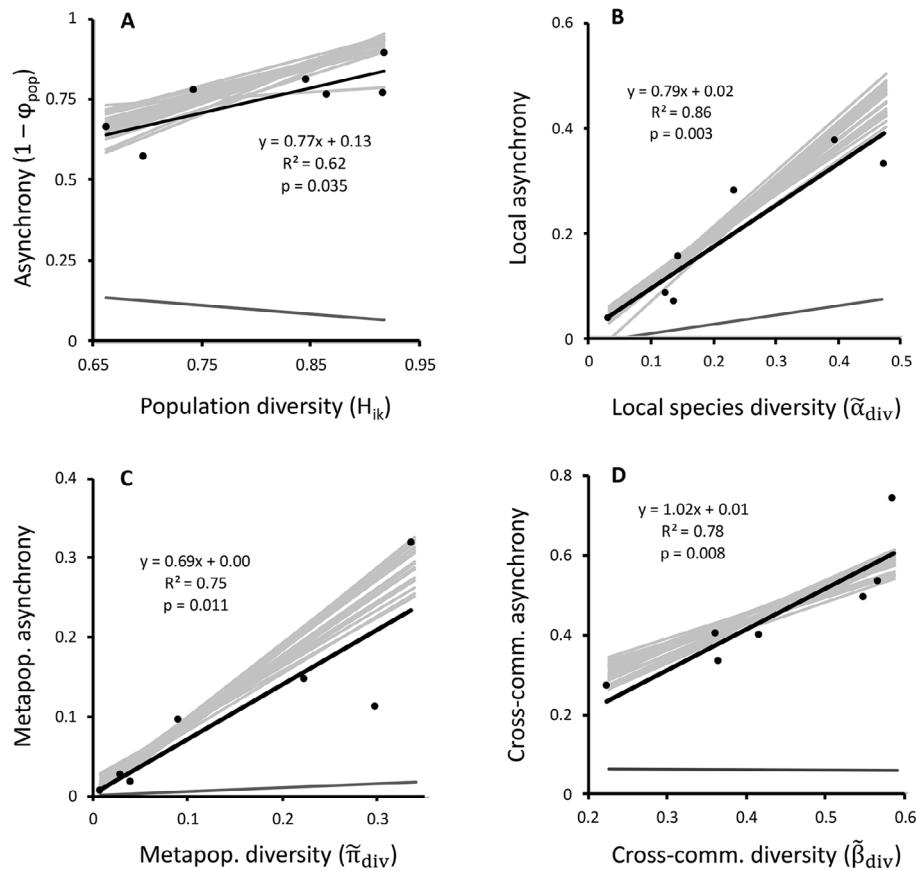 A
Asynchrony (1 − φpop)
1
0.75
0.5
0.25
0
y = 0.77x + 0.13
R² = 0.62
p = 0.035
0.65 0.75 0.85 0.95
Population diversity (Hik)
B
Local asynchrony
0.6
0.4
0.2
0
y = 0.79x + 0.02
R² = 0.86
p = 0.003
0 0.1 0.2 0.3 0.4 0.5
Local species diversity (α̃div)
C
Metapop. asynchrony
0.4
0.3
0.2
0.1
0
y = 0.69x + 0.00
R² = 0.75
p = 0.011
0 0.1 0.2 0.3
Metapop. diversity (π̃div)
D
Cross-comm. asynchrony
0.8
0.6
0.4
0.2
0
y = 1.02x + 0.01
R² = 0.78
p = 0.008
0.2 0.3 0.4 0.5 0.6
Cross-comm. diversity (β̃div)